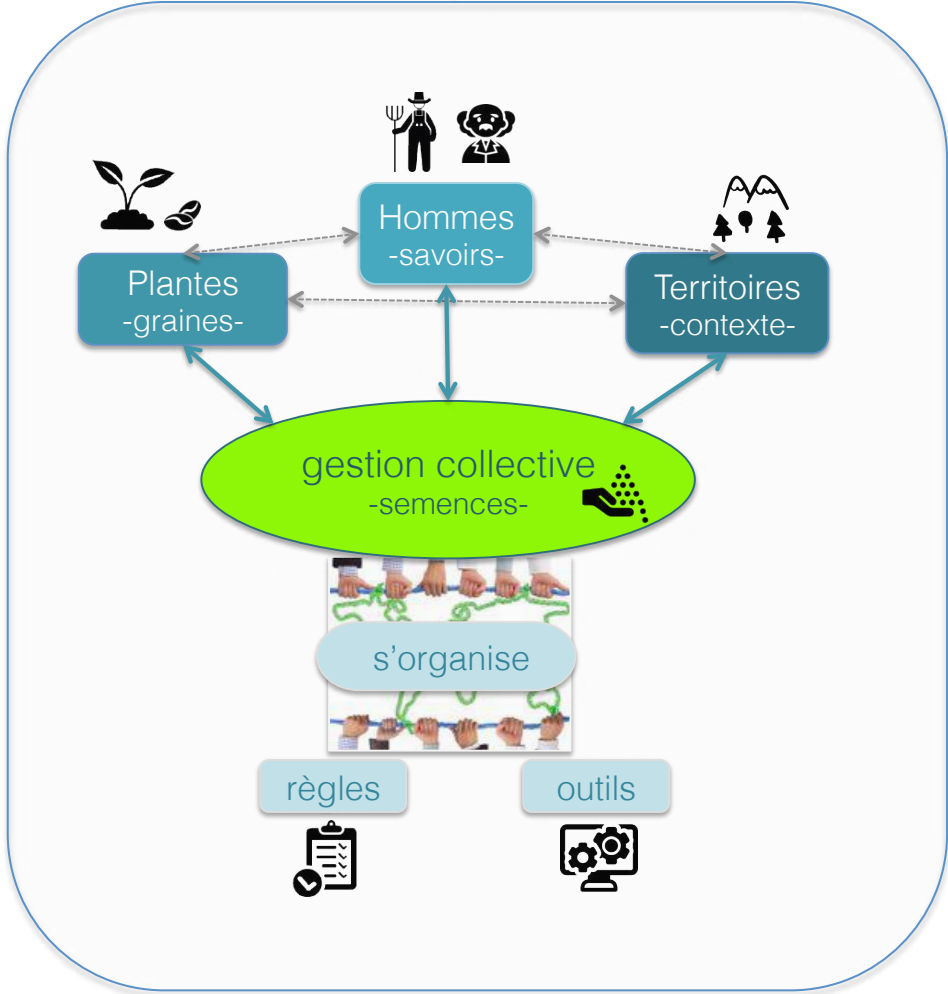 Hommes
-savoirs-
Plantes
-graines-
Territoires
-contexte-
gestion collective
-semences-
s’organise
règles
outils